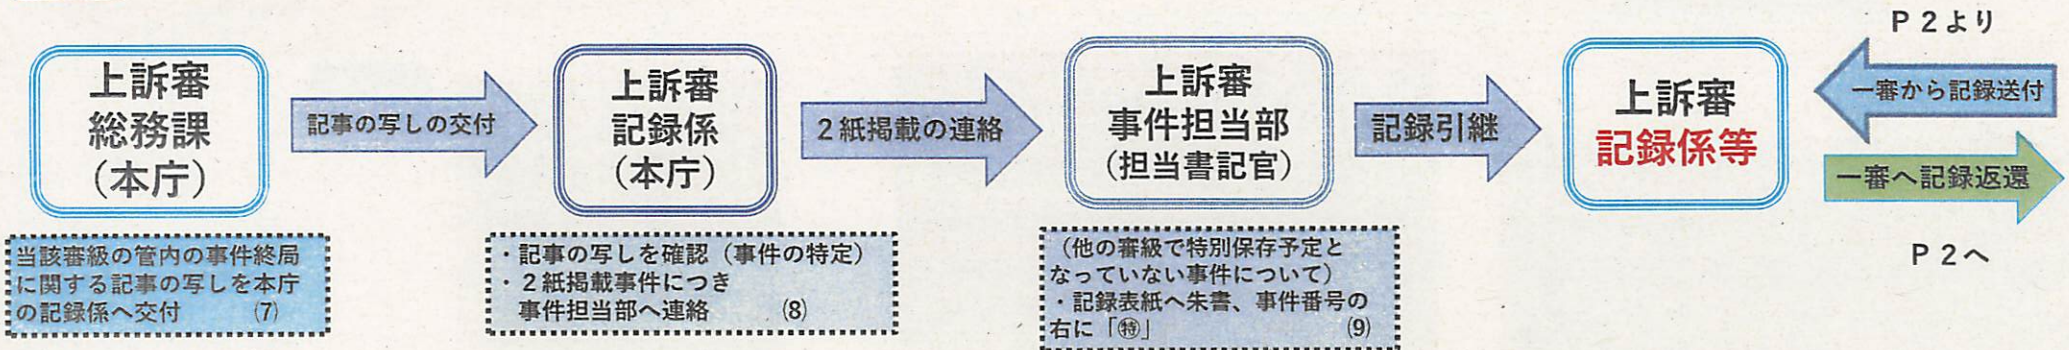 上訴審
総務課
（本庁）
記事の写しの交付
上訴審
記録係
（本庁）
２紙掲載の連絡
上訴審
事件担当部
（担当書記官）
記録引継
上訴審
記録係等
Ｐ２より
一審から記録送付
一審へ記録返還
Ｐ２へ
当該審級の管内の事件終局
に関する記事の写しを本庁
の記録係へ交付 ⑺
・記事の写しを確認（事件の特定）
・２紙掲載事件につき
事件担当部へ連絡 ⑻
（他の審級で特別保存予定と
なっていない事件について）
・記録表紙へ朱書、事件番号の
右に「㊕」 ⑼